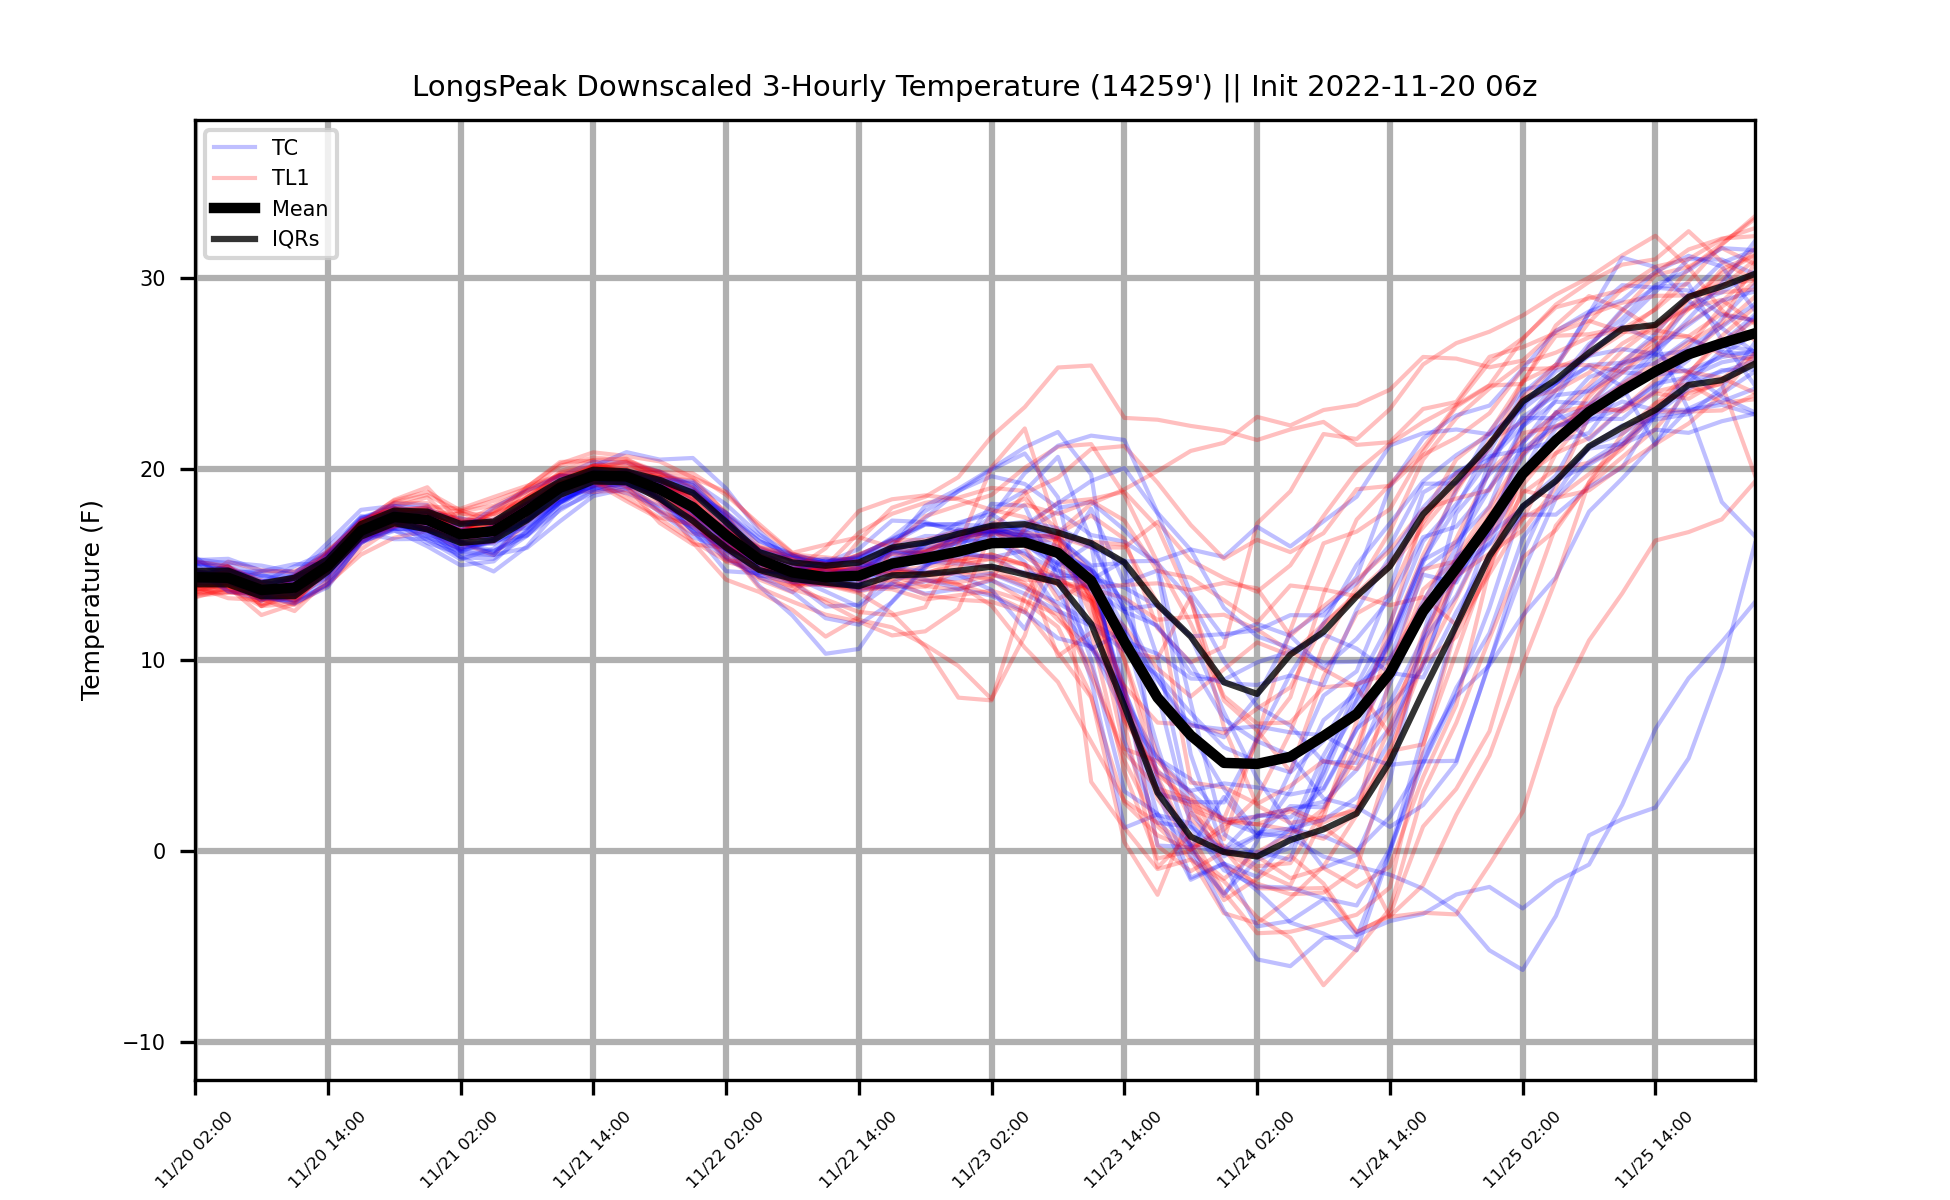 LongsPeak Downscaled 3-Hourly Temperature (14259') || Init 2022-11-20 06z
TC
TL1
Mean
IQRs
Temperature (F)
30
20
10
0
−10
11/20 02:00
11/20 14:00
11/21 02:00
11/21 14:00
11/22 02:00
11/22 14:00
11/23 02:00
11/23 14:00
11/24 02:00
11/24 14:00
11/25 02:00
11/25 14:00